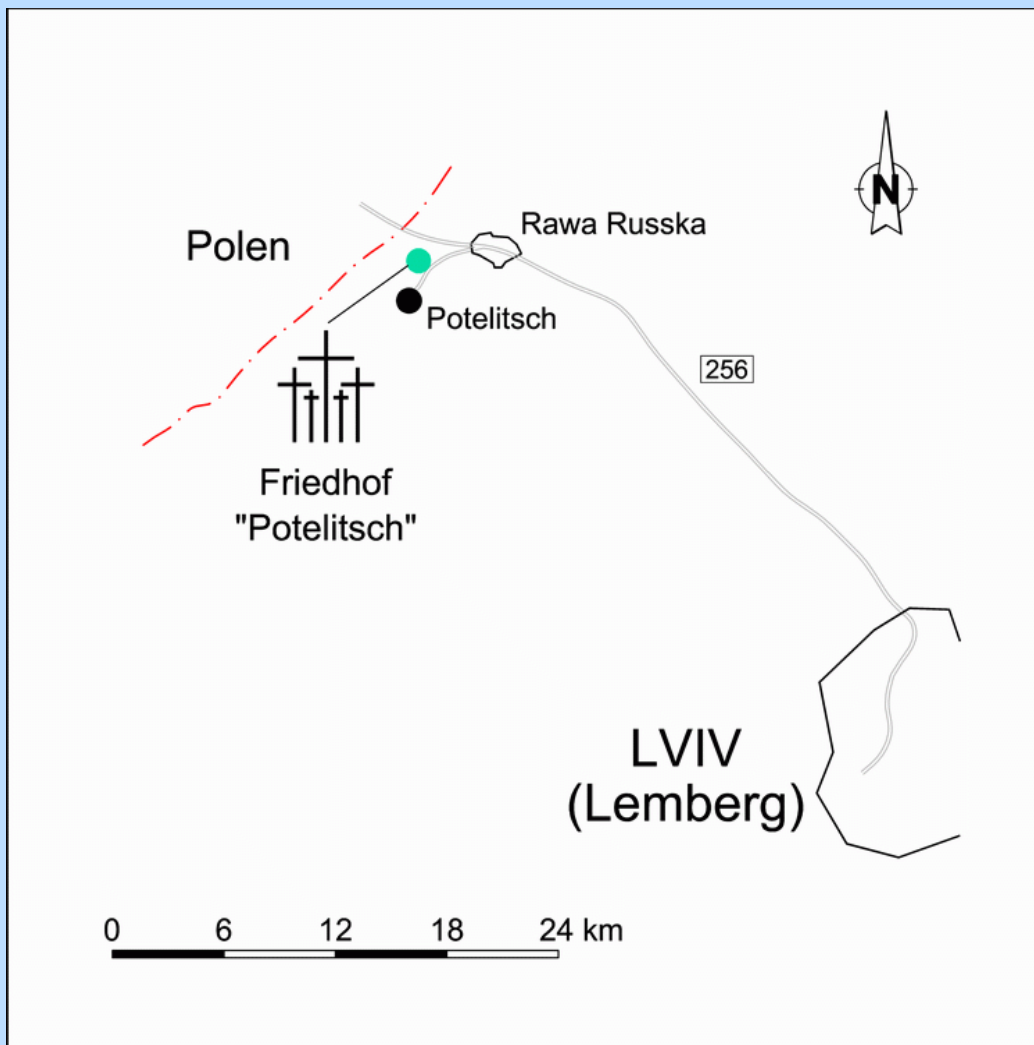 N
Rawa Russka
Polen
Potelitsch
256
Friedhof
"Potelitsch"
LVIV
(Lemberg)
0 6 12 18 24 km